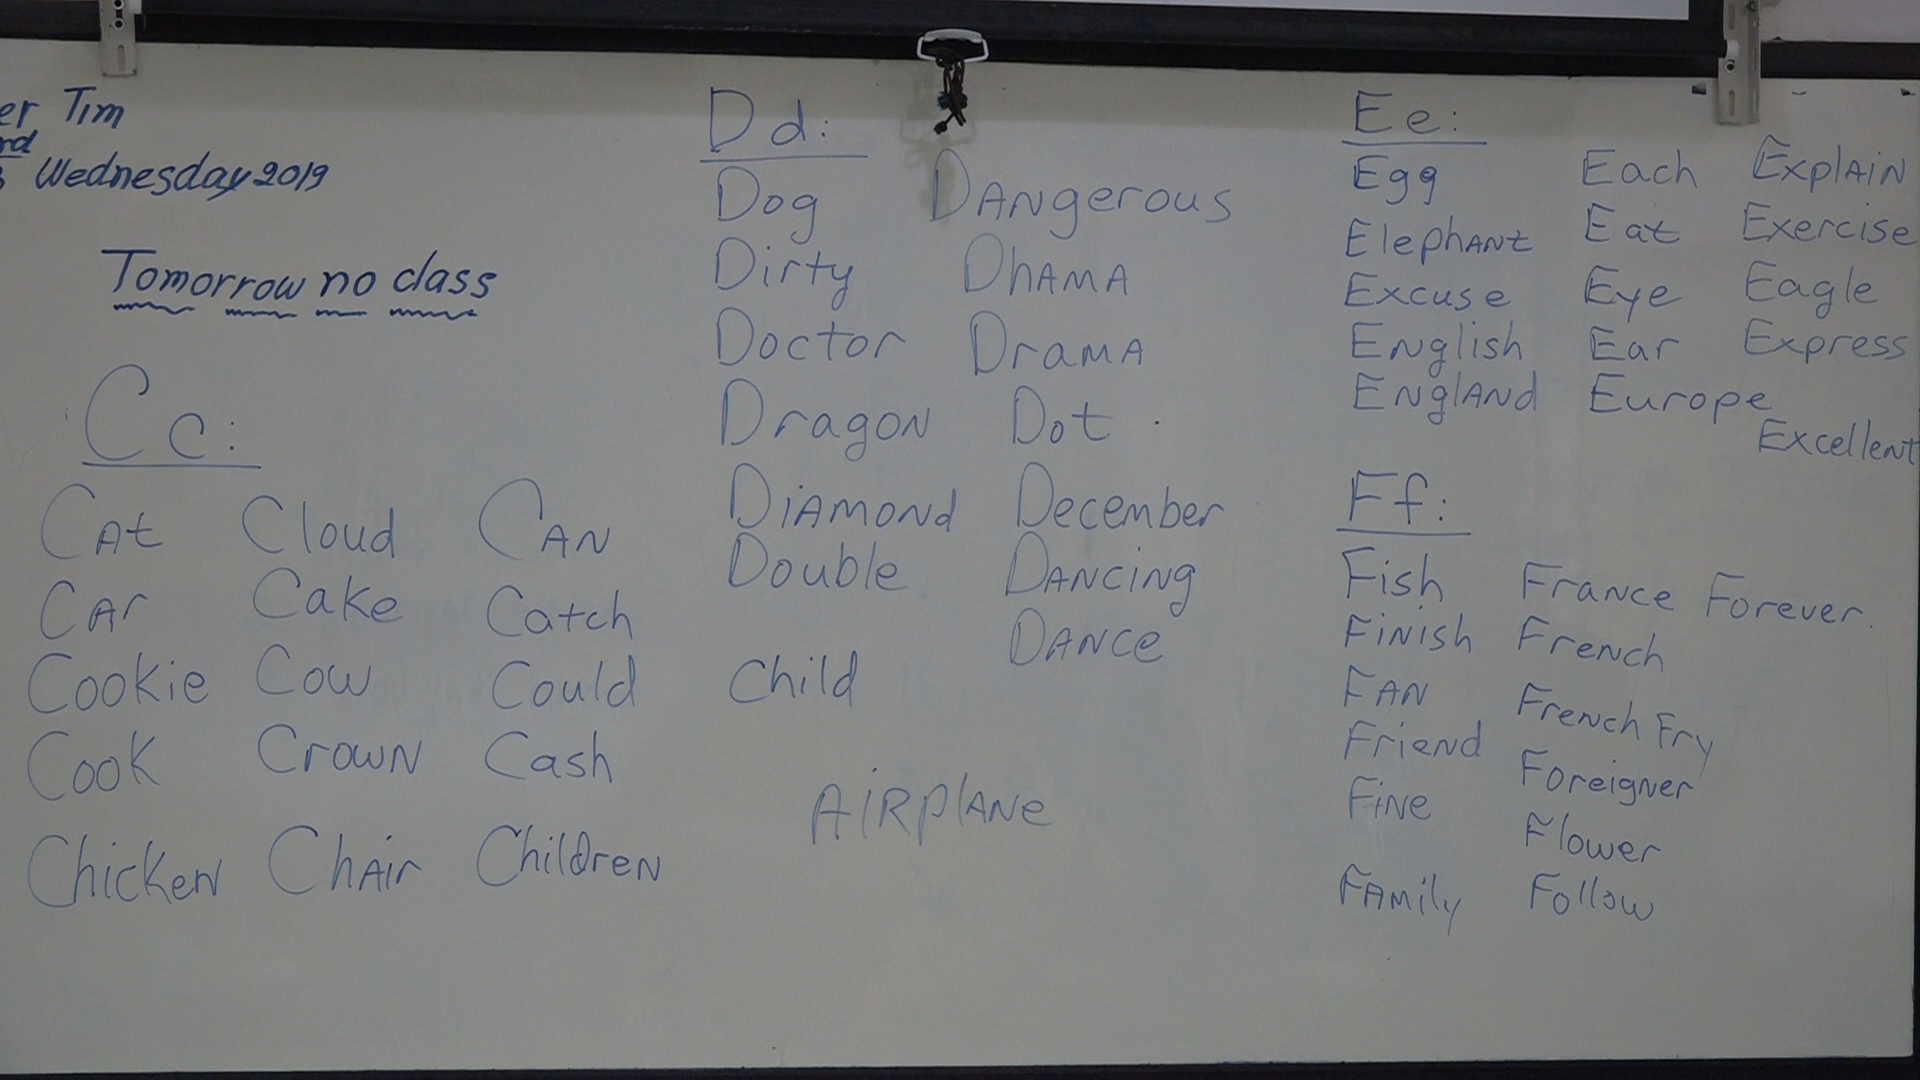 er Tim
rd
Wednesday 2019
Tomorrow no class
Cc:
CAt Cloud CAN
CAr Cake Catch
Cookie Cow Could
Cook Crown Cash
Chicken Chair Children
Dd:
Dog Dangerous
Dirty Dhama
Doctor Drama
Dragon Dot
Diamond December
Double Dancing
Dance
Child
AiRplANe
Ee:
Egg Each Explain
Elephant Eat Exercise
Excuse Eye Eagle
English Ear Express
England Europe
Excellent
Ff:
Fish France Forever.
Finish French
Fan French Fry
Friend Foreigner
Fine Flower
Family Follow